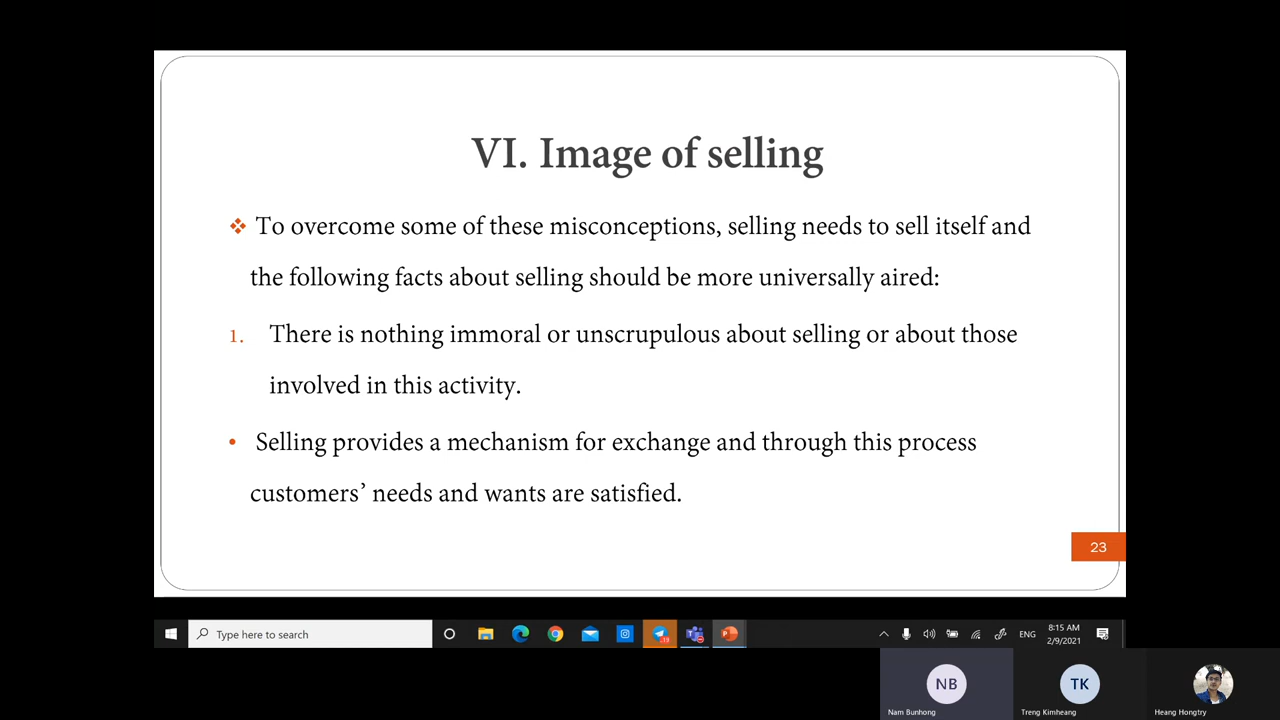 VI. Image of selling
❖ To overcome some of these misconceptions, selling needs to sell itself and
the following facts about selling should be more universally aired:
1. There is nothing immoral or unscrupulous about selling or about those
involved in this activity.
• Selling provides a mechanism for exchange and through this process
customers’ needs and wants are satisfied.
23
Type here to search
ENG
8:15 AM
2/9/2021
NB
TK
Nam Bunhong
Treng Kimheang
Heang Hongtry